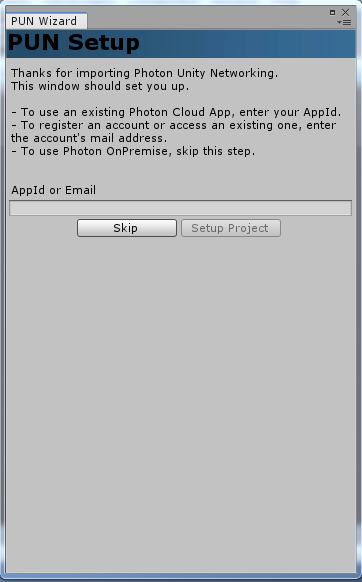 PUN Wizard
PUN Setup
Thanks for importing Photon Unity Networking.
This window should set you up.
- To use an existing Photon Cloud App, enter your AppId.
- To register an account or access an existing one, enter
the account's mail address.
- To use Photon OnPremise, skip this step.
AppId or Email
Skip
Setup Project